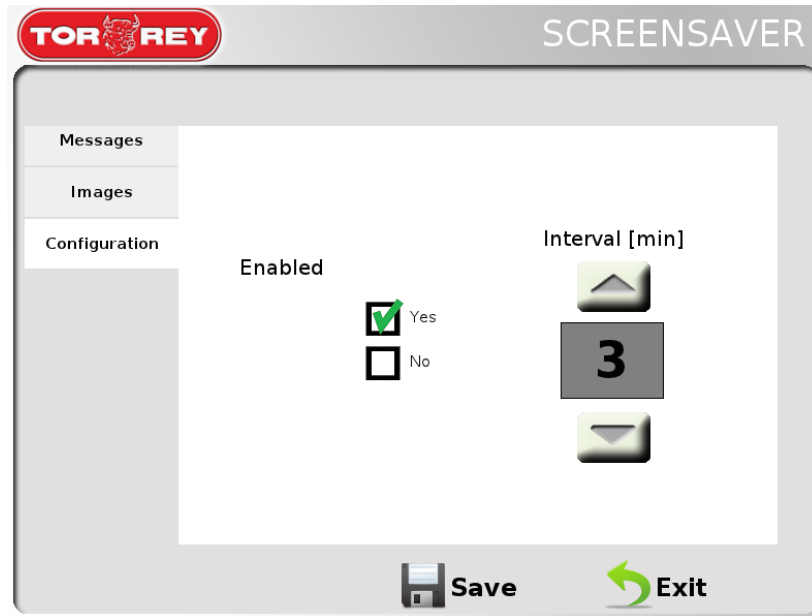 TOR REY
SCREENSAVER
Messages
Images
Configuration
Enabled
Yes
No
Interval [min]
3
Save
Exit